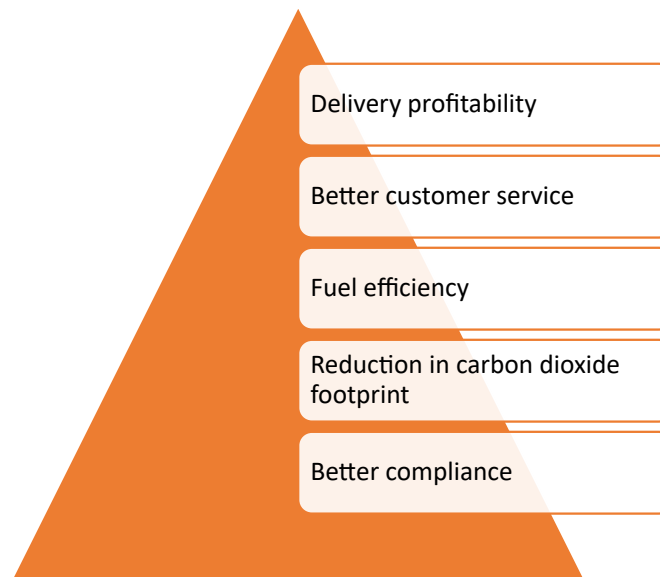 Delivery profitability
Better customer service
Fuel efficiency
Reduction in carbon dioxide
footprint
Better compliance